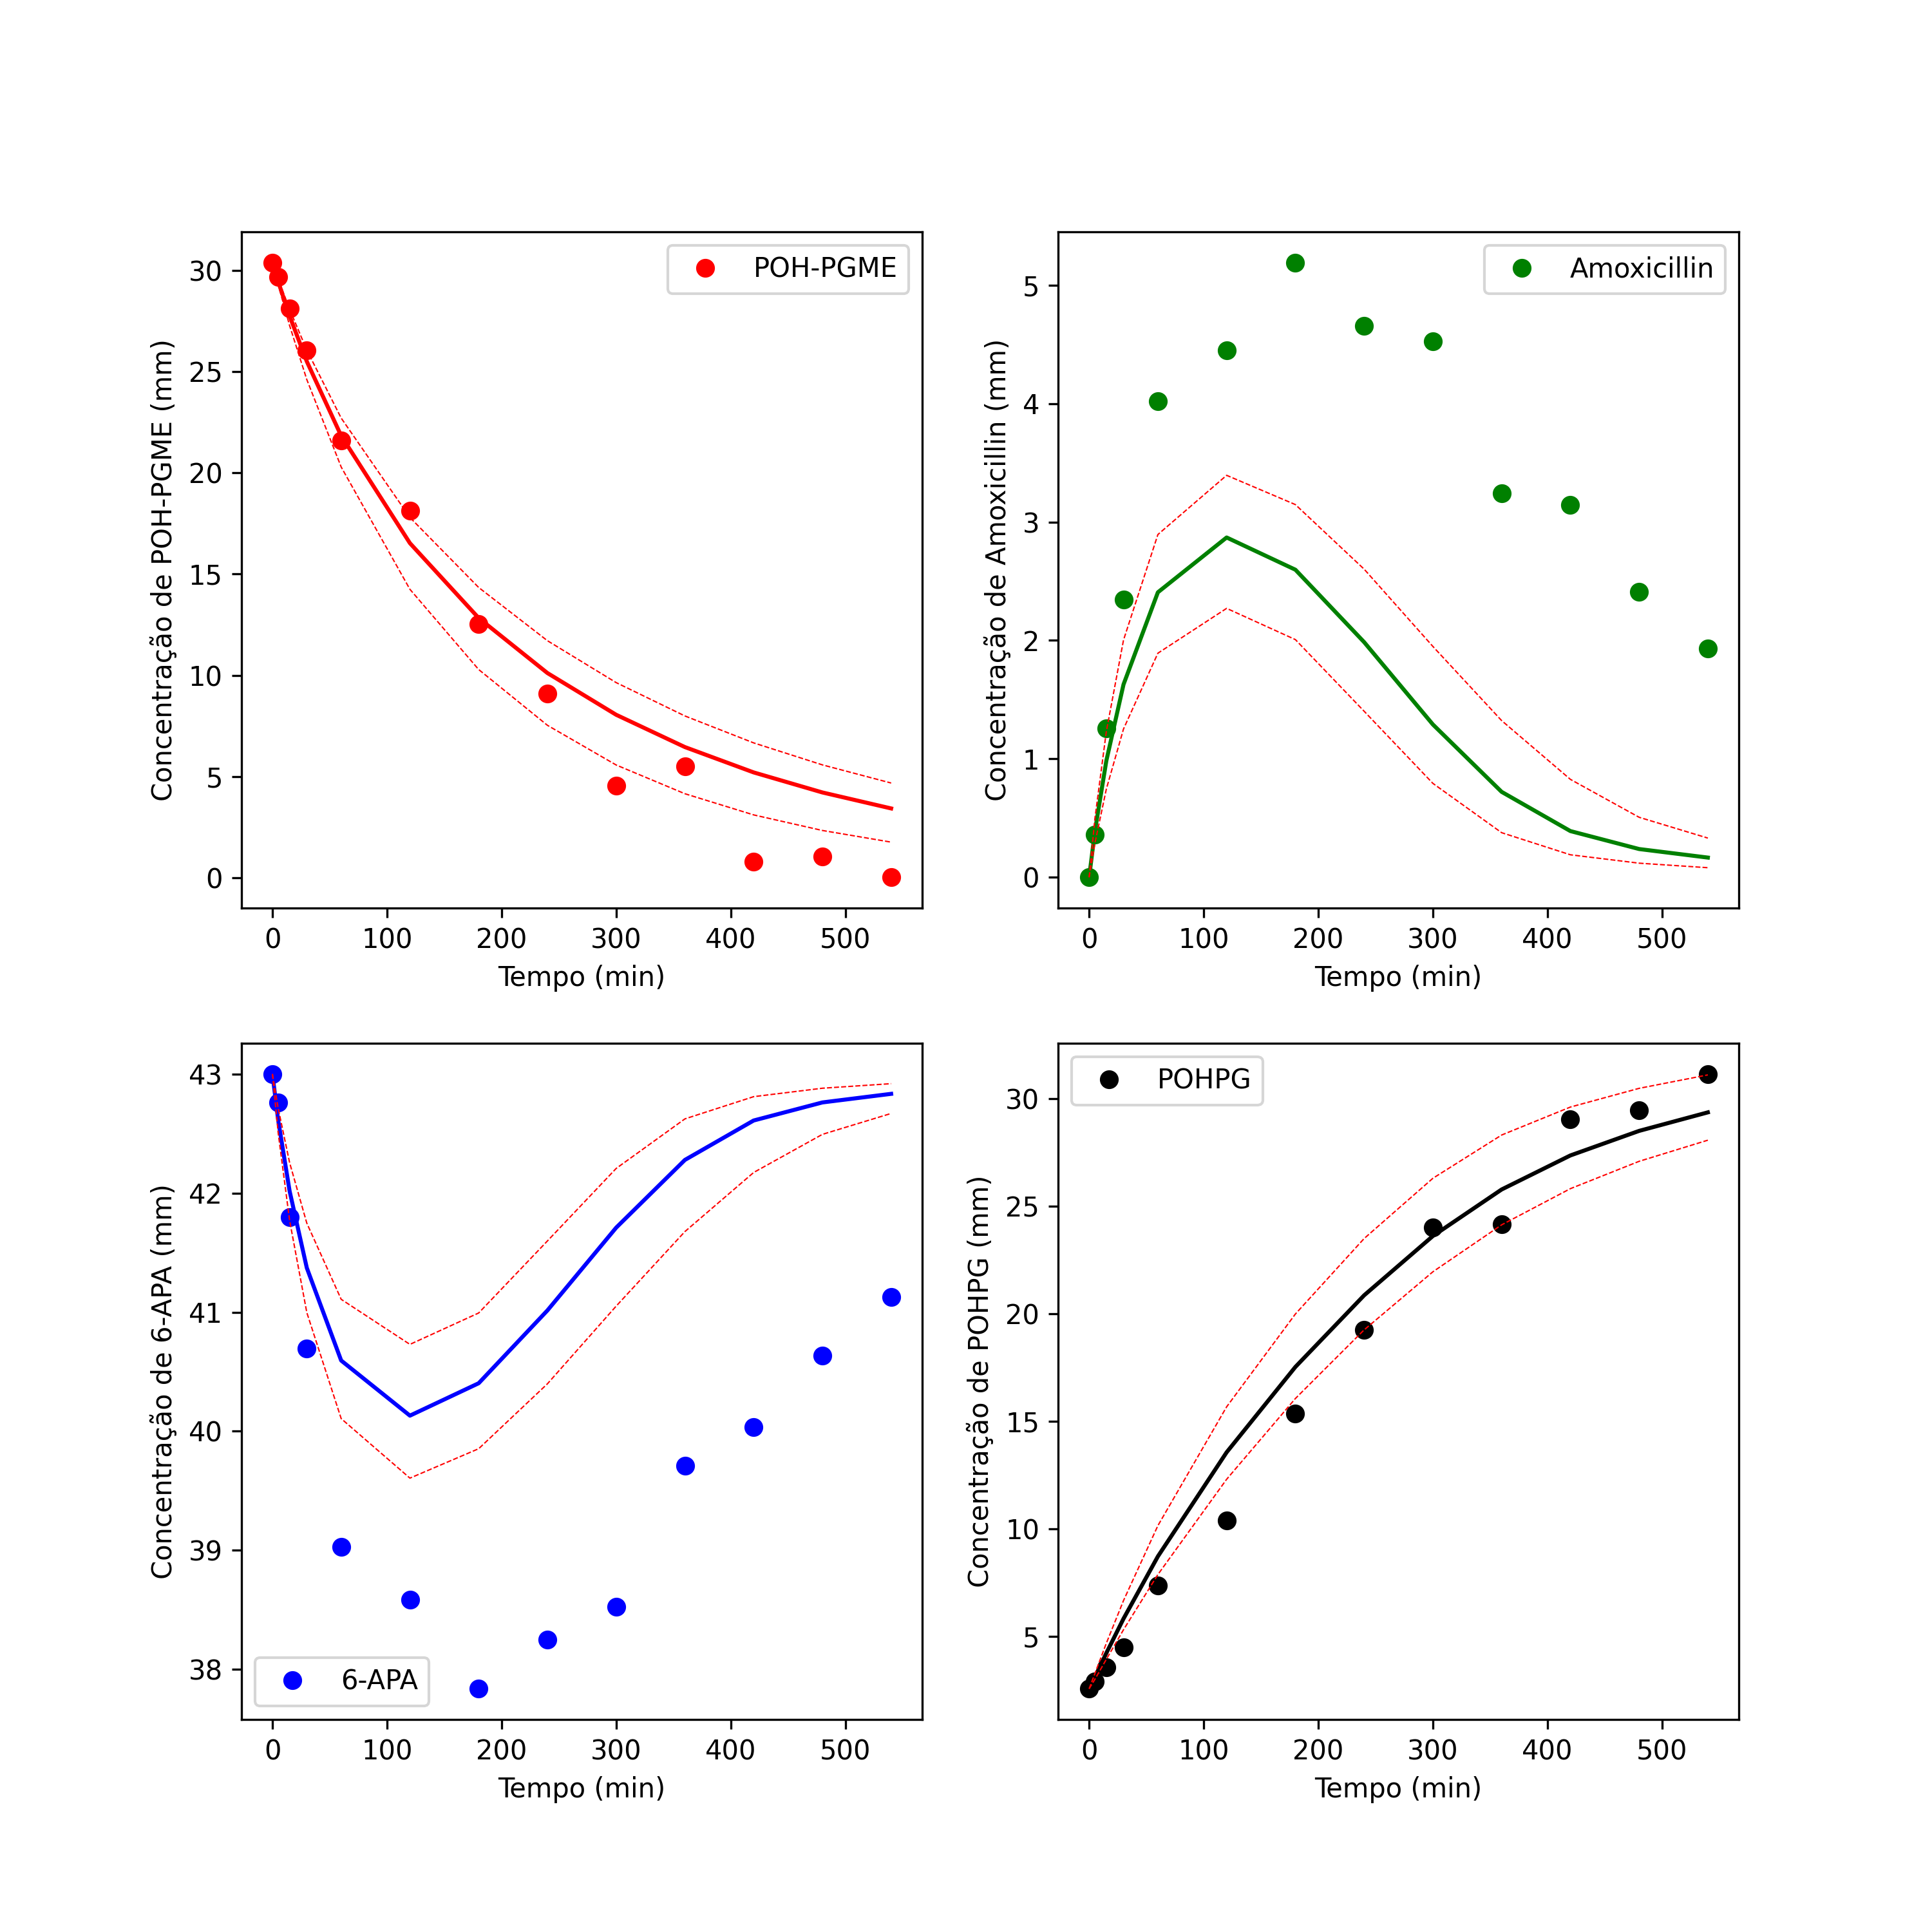 POH-PGME
30
25
20
15
10
5
0
Concentração de POH-PGME (mm)
0 100 200 300 400 500
Tempo (min)
Amoxicillin
5
4
3
2
1
0
Concentração de Amoxicillin (mm)
0 100 200 300 400 500
Tempo (min)
43
42
41
40
39
38
Concentração de 6-APA (mm)
6-APA
0 100 200 300 400 500
Tempo (min)
POHPG
30
25
20
15
10
5
Concentração de POHPG (mm)
0 100 200 300 400 500
Tempo (min)